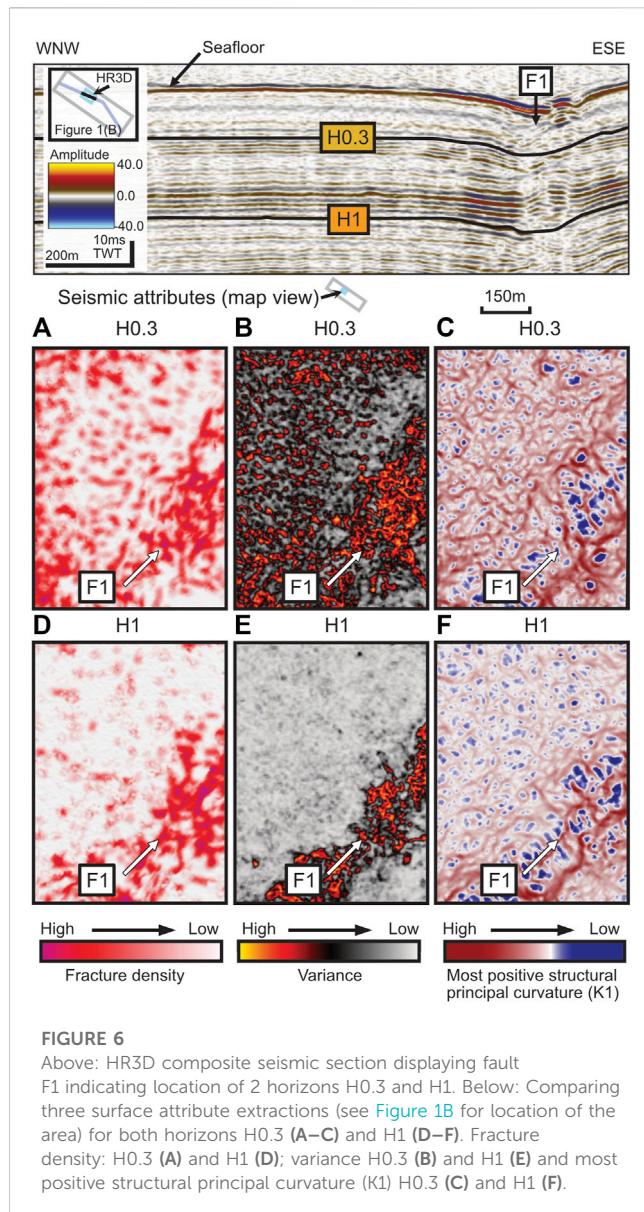 WNW
Seafloor
ESE
HR3D
F1
Figure 1(B)
H0.3
Amplitude
40.0
0.0
-40.0
H1
10ms
200m TWT
Seismic attributes (map view)
150m
A H0.3
B H0.3
C H0.3
F1
F1
F1
D H1
E H1
F H1
F1
F1
F1
High Low
High Low
High Low
Fracture density
Variance
Most positive structural
principal curvature (K1)
FIGURE 6
Above: HR3D composite seismic section displaying fault
F1 indicating location of 2 horizons H0.3 and H1. Below: Comparing
three surface attribute extractions (see Figure 1B for location of the
area) for both horizons H0.3 (A–C) and H1 (D–F). Fracture
density: H0.3 (A) and H1 (D); variance H0.3 (B) and H1 (E) and most
positive structural principal curvature (K1) H0.3 (C) and H1 (F).